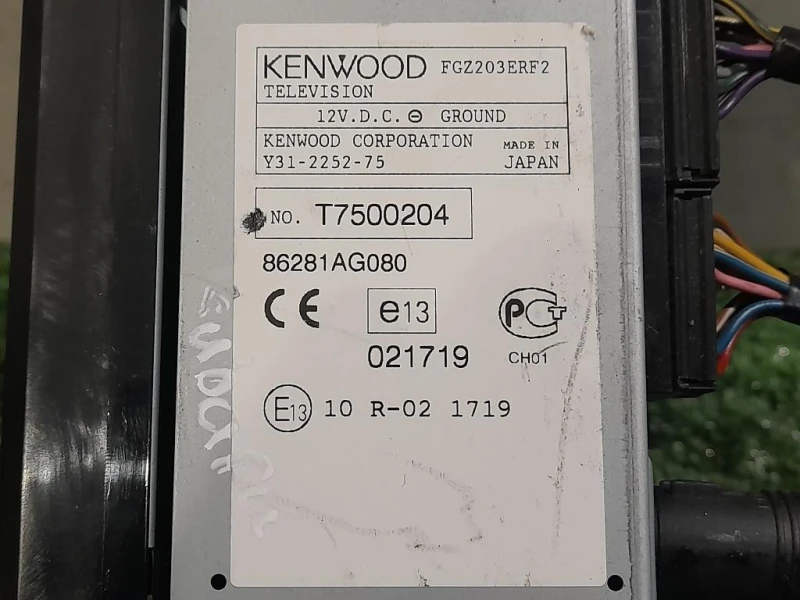 KENWOOD FGZ203ERF2
TELEVISION
12V.D.C. ⊖ GROUND
KENWOOD CORPORATION MADE IN
Y31-2252-75 JAPAN
NO. T7500204
86281AG080
CE e13 PCT
021719 CH01
E13 10 R-02 1719